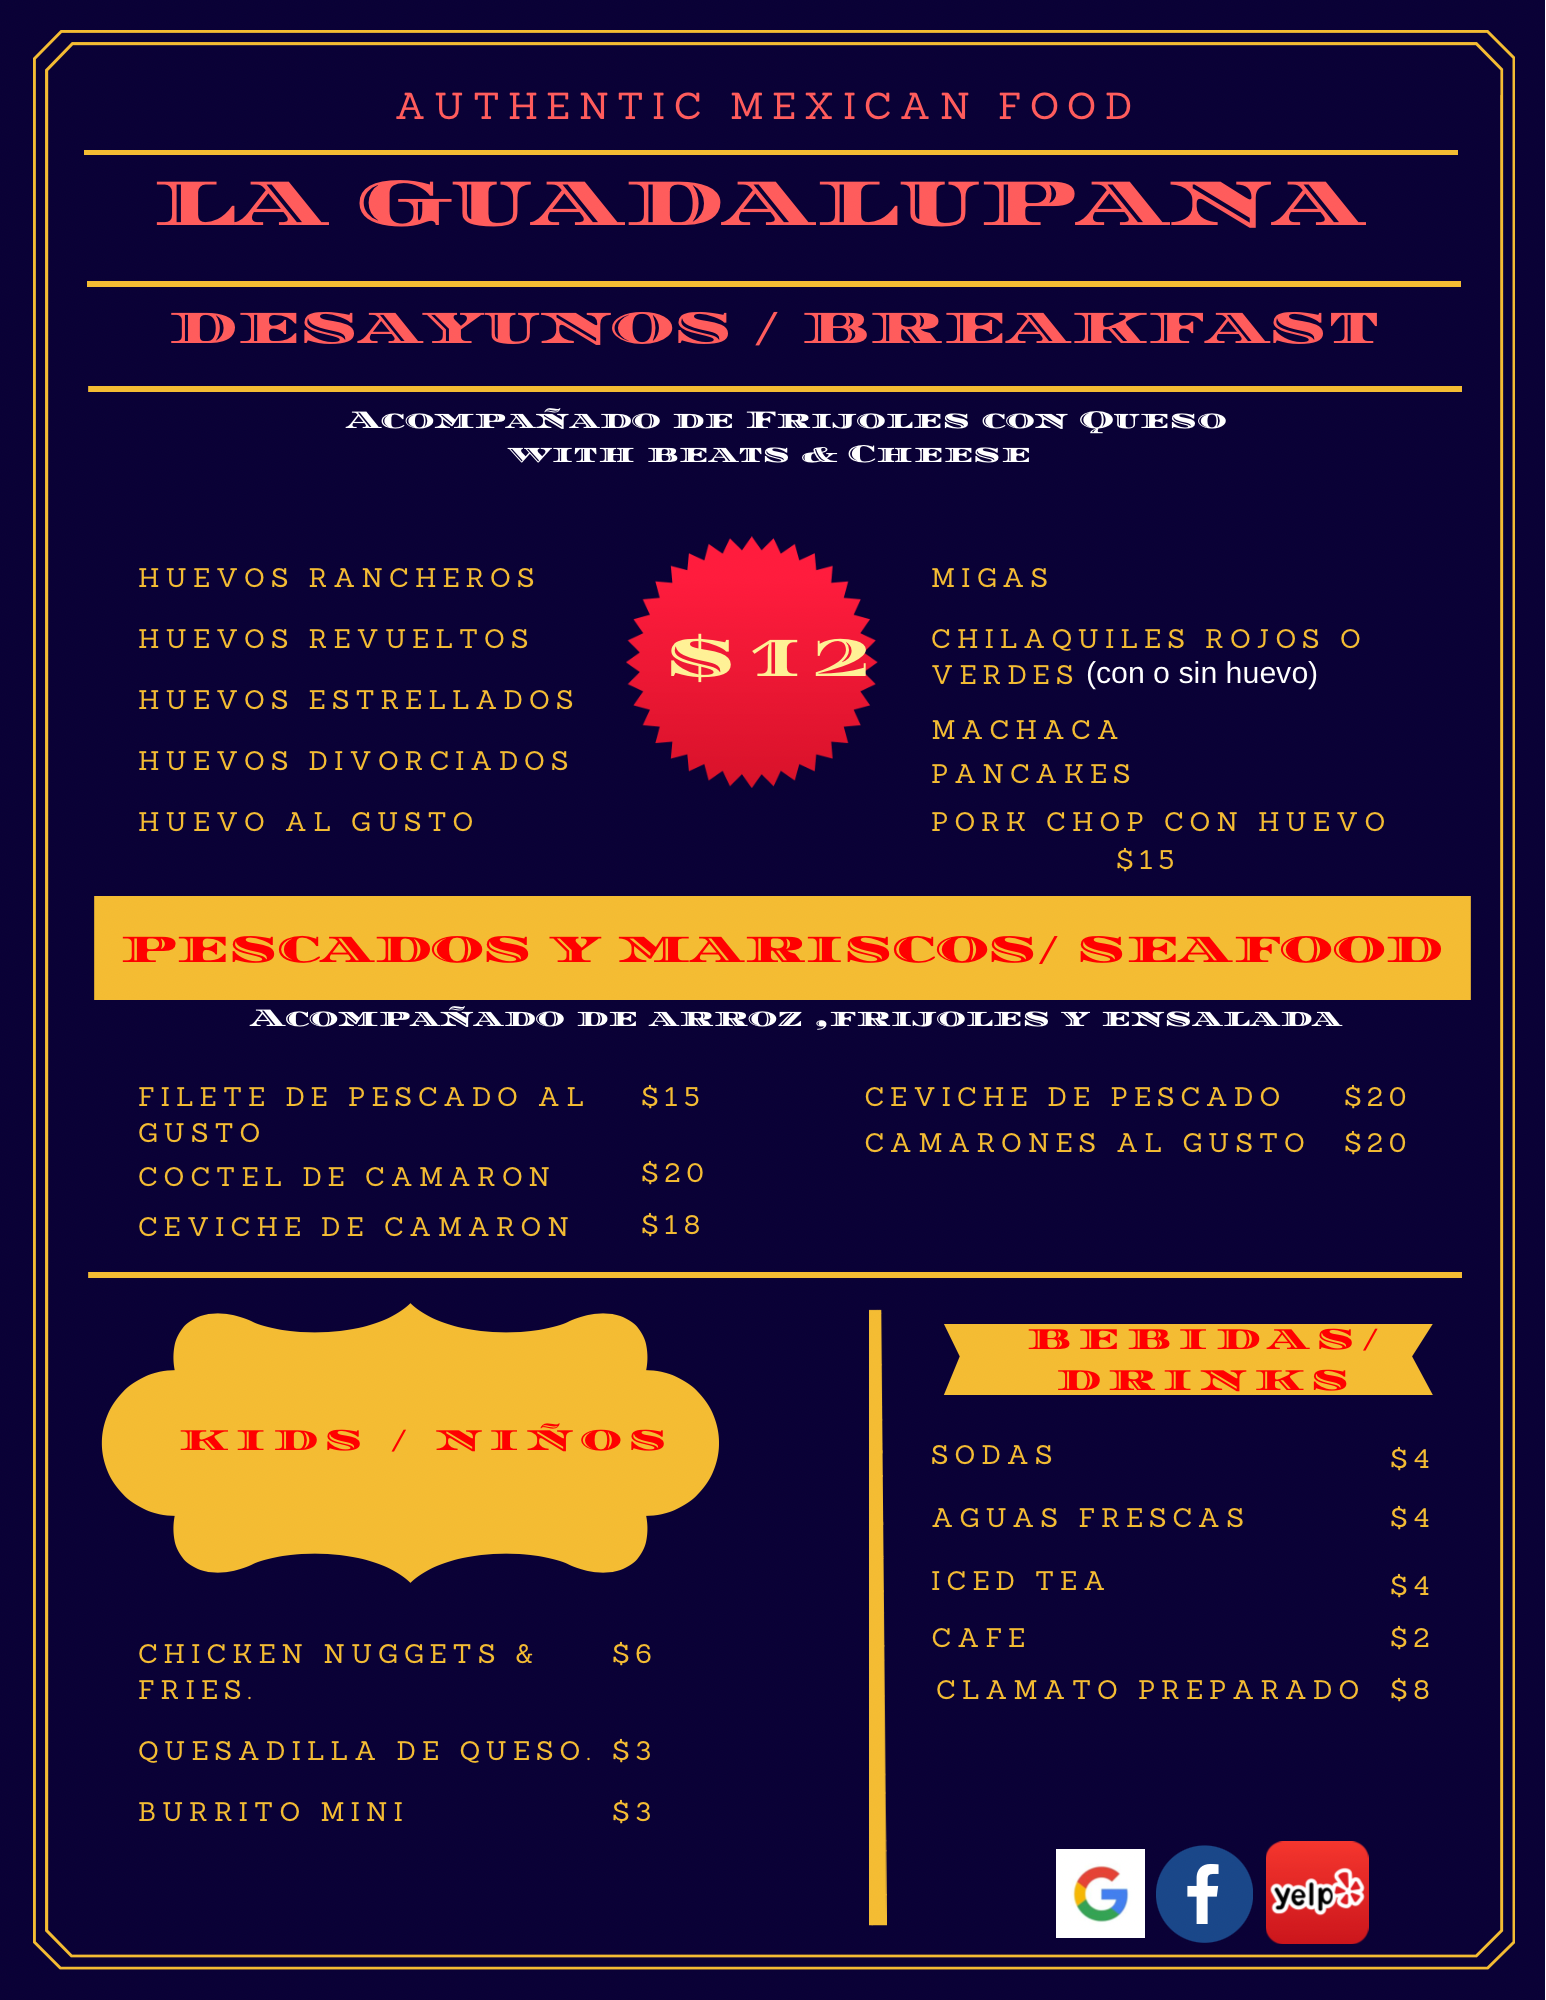 AUTHENTIC MEXICAN FOOD
LA GUADALUPANA
DESAYUNOS / BREAKFAST
Acompañado de Frijoles con Queso
with beats & Cheese
HUEVOS RANCHEROS
HUEVOS REVUELTOS
HUEVOS ESTRELLADOS
HUEVOS DIVORCIADOS
HUEVO AL GUSTO
$12
MIGAS
CHILAQUILES ROJOS O
VERDES (con o sin huevo)
MACHACA
PANCAKES
PORK CHOP CON HUEVO
$15
PESCADOS Y MARISCOS/ SEAFOOD
Acompañado de arroz ,frijoles y ensalada
FILETE DE PESCADO AL $15
GUSTO
COCTEL DE CAMARON $20
CEVICHE DE CAMARON $18
CEVICHE DE PESCADO $20
CAMARONES AL GUSTO $20
KIDS / NIÑOS
CHICKEN NUGGETS & $6
FRIES.
QUESADILLA DE QUESO. $3
BURRITO MINI $3
BEBIDAS/
DRINKS
SODAS $4
AGUAS FRESCAS $4
ICED TEA $4
CAFE $2
CLAMATO PREPARADO $8
G f yelp